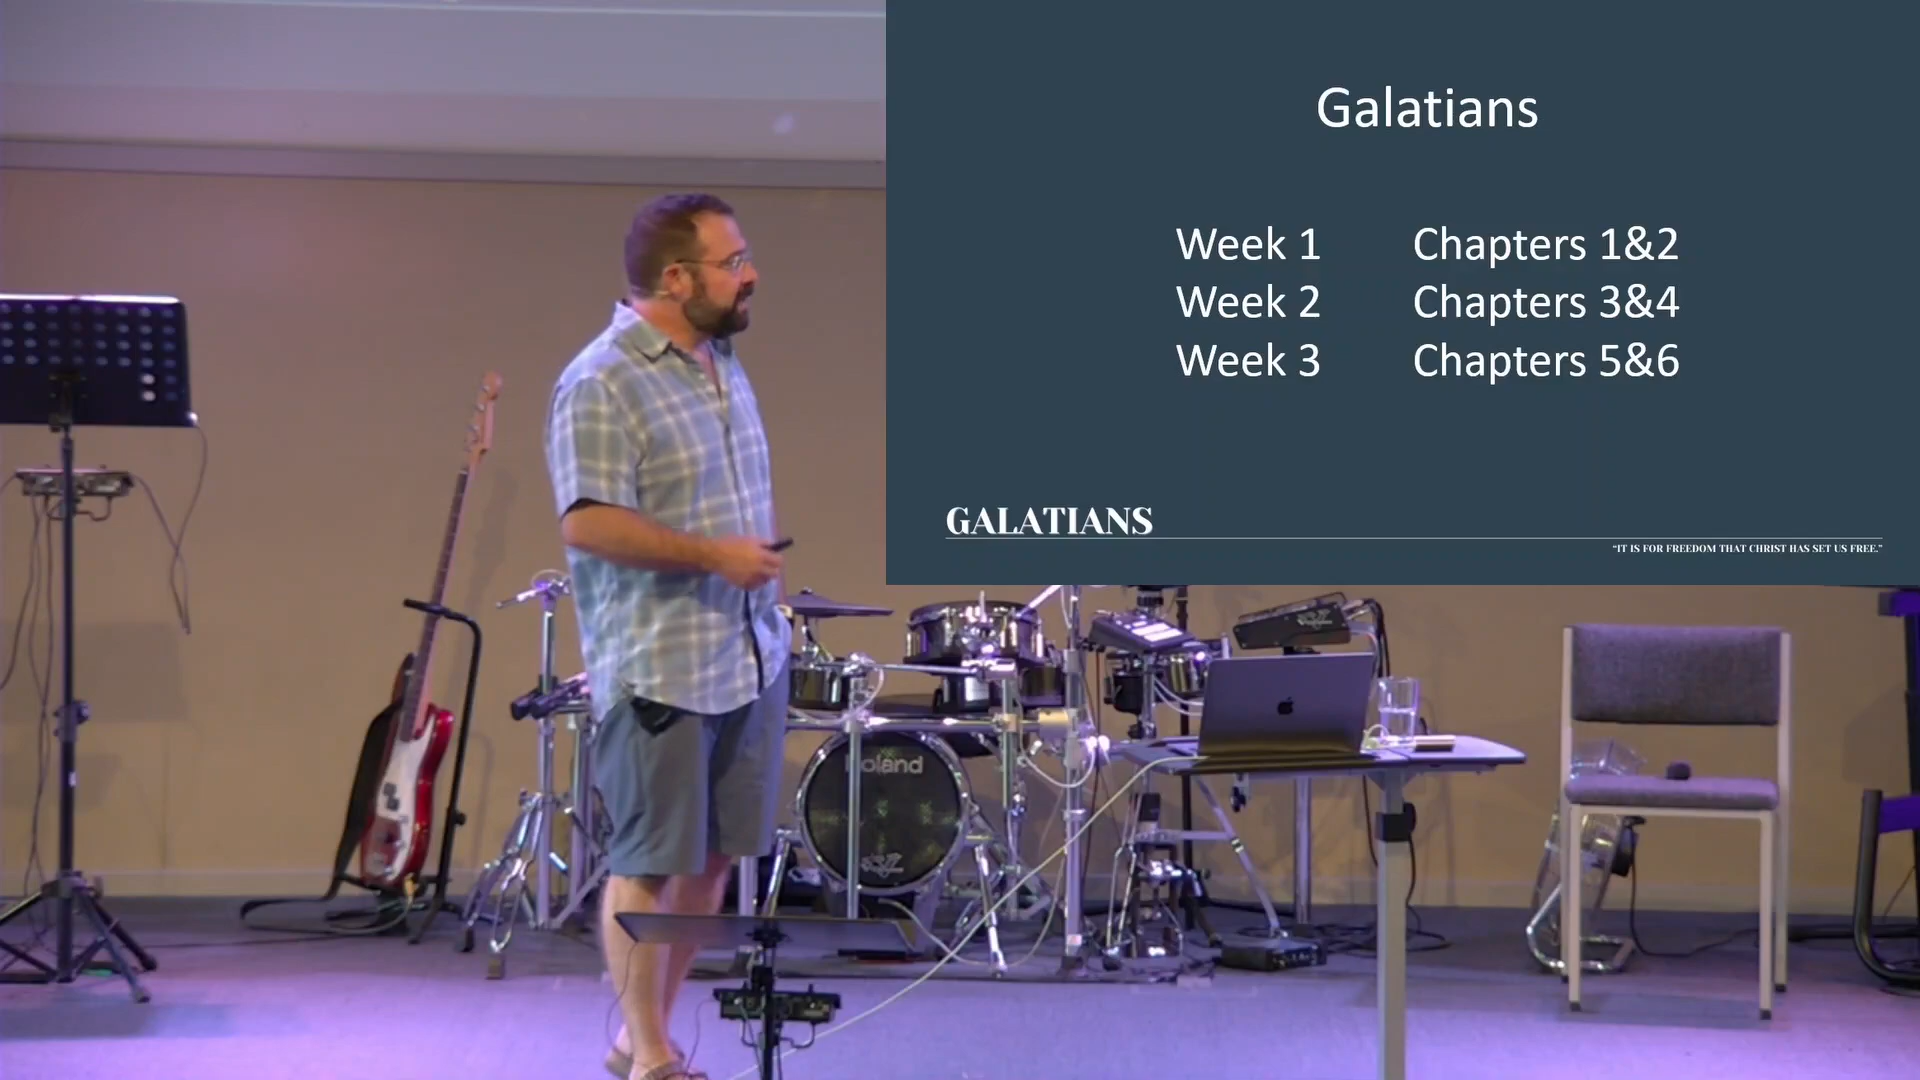 Galatians
Week 1 Chapters 1&2
Week 2 Chapters 3&4
Week 3 Chapters 5&6
GALATIANS
“IT IS FOR FREEDOM THAT CHRIST HAS SET US FREE.”
Roland